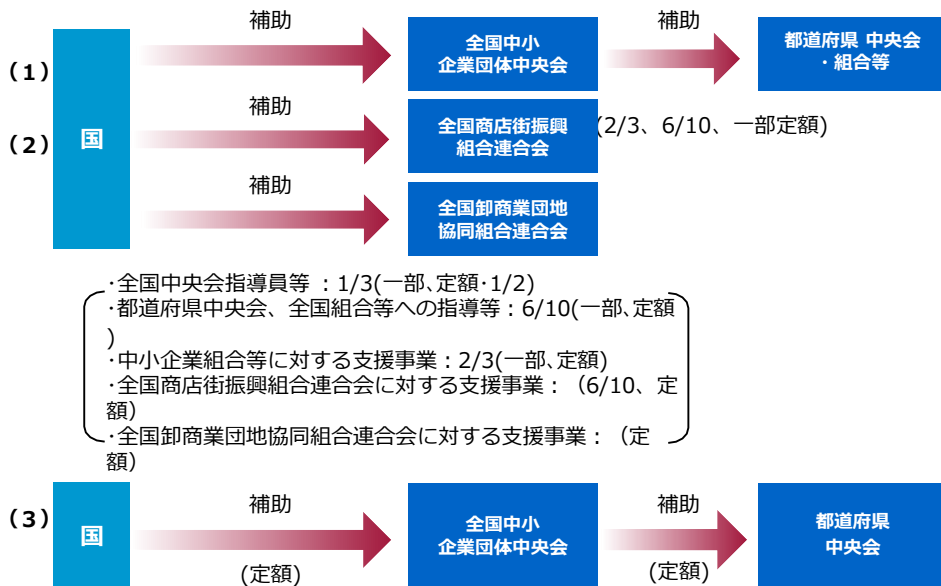 補助
補助
全国中小
企業団体中央会
都道府県 中央会
・組合等
(1)
(2)
国
補助
全国商店街振興
組合連合会
(2/3、6/10、一部定額)
補助
全国卸商業団地
協同組合連合会
・全国中央会指導員等 : 1/3(一部､定額･1/2)
・都道府県中央会、全国組合等への指導等：6/10(一部､定額
)
・中小企業組合等に対する支援事業：2/3(一部､定額)
・全国商店街振興組合連合会に対する支援事業： （6/10、定
額）
・全国卸商業団地協同組合連合会に対する支援事業： （定
額）
(3)
国
補助
(定額)
全国中小
企業団体中央会
補助
(定額)
都道府県
中央会